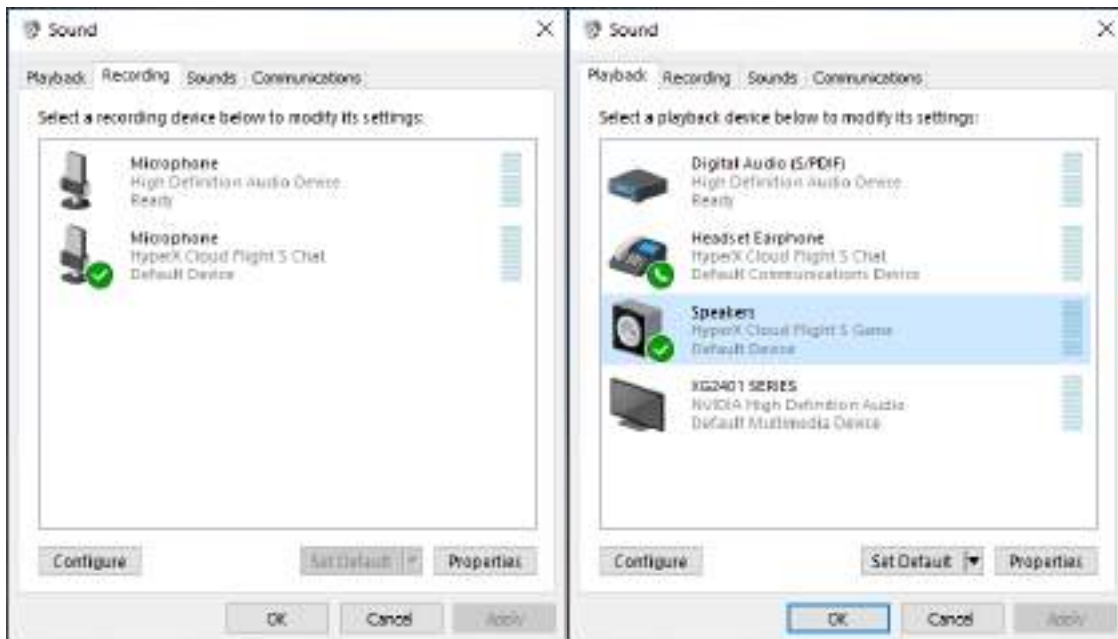 Sound
Playback Recording Sounds Communications
Select a recording device below to modify its settings:
Microphone
High Definition Audio Device
Ready
Microphone
HyperX Cloud Flight S Chat
Default Device
Configure Set Default Properties
OK Cancel Apply
Sound
Playback Recording Sounds Communications
Select a playback device below to modify its settings:
Digital Audio (S/PDIF)
High Definition Audio Device
Ready
Headset Earphone
HyperX Cloud Flight S Chat
Default Communications Device
Speakers
HyperX Cloud Flight S Game
Default Device
XG2401 SERIES
NVIDIA High Definition Audio
Default Multimedia Device
Configure Set Default Properties
OK Cancel Apply